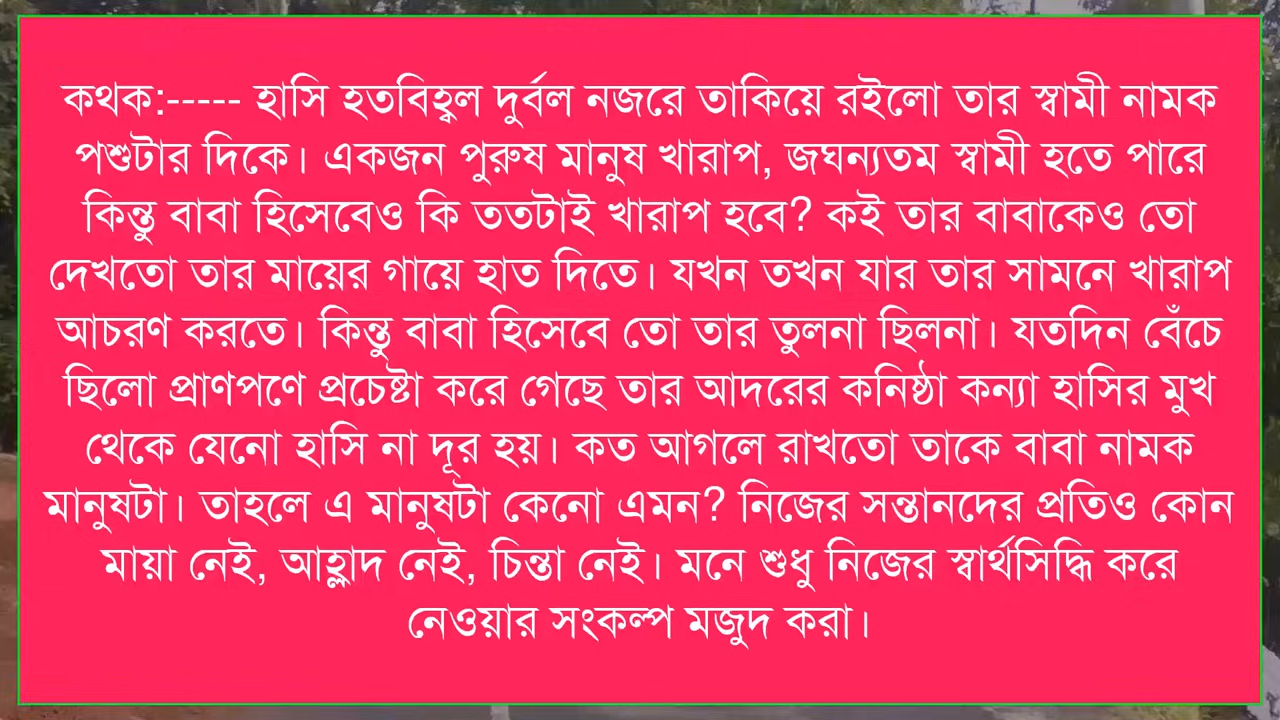 কথক:----- হাসি হতবিহ্বল দুর্বল নজরে তাকিয়ে রইলো তার স্বামী নামক
পশুটার দিকে। একজন পুরুষ মানুষ খারাপ, জঘন্যতম স্বামী হতে পারে
কিন্তু বাবা হিসেবেও কি ততটাই খারাপ হবে? কই তার বাবাকেও তো
দেখতো তার মায়ের গায়ে হাত দিতে। যখন তখন যার তার সামনে খারাপ
আচরণ করতে। কিন্তু বাবা হিসেবে তো তার তুলনা ছিলনা। যতদিন বেঁচে
ছিলো প্রাণপণে প্রচেষ্টা করে গেছে তার আদরের কনিষ্ঠা কন্যা হাসির মুখ
থেকে যেনো হাসি না দূর হয়। কত আগলে রাখতো তাকে বাবা নামক
মানুষটা। তাহলে এ মানুষটা কেনো এমন? নিজের সন্তানদের প্রতিও কোন
মায়া নেই, আহ্লাদ নেই, চিন্তা নেই। মনে শুধু নিজের স্বার্থসিদ্ধি করে
নেওয়ার সংকল্প মজুদ করা।